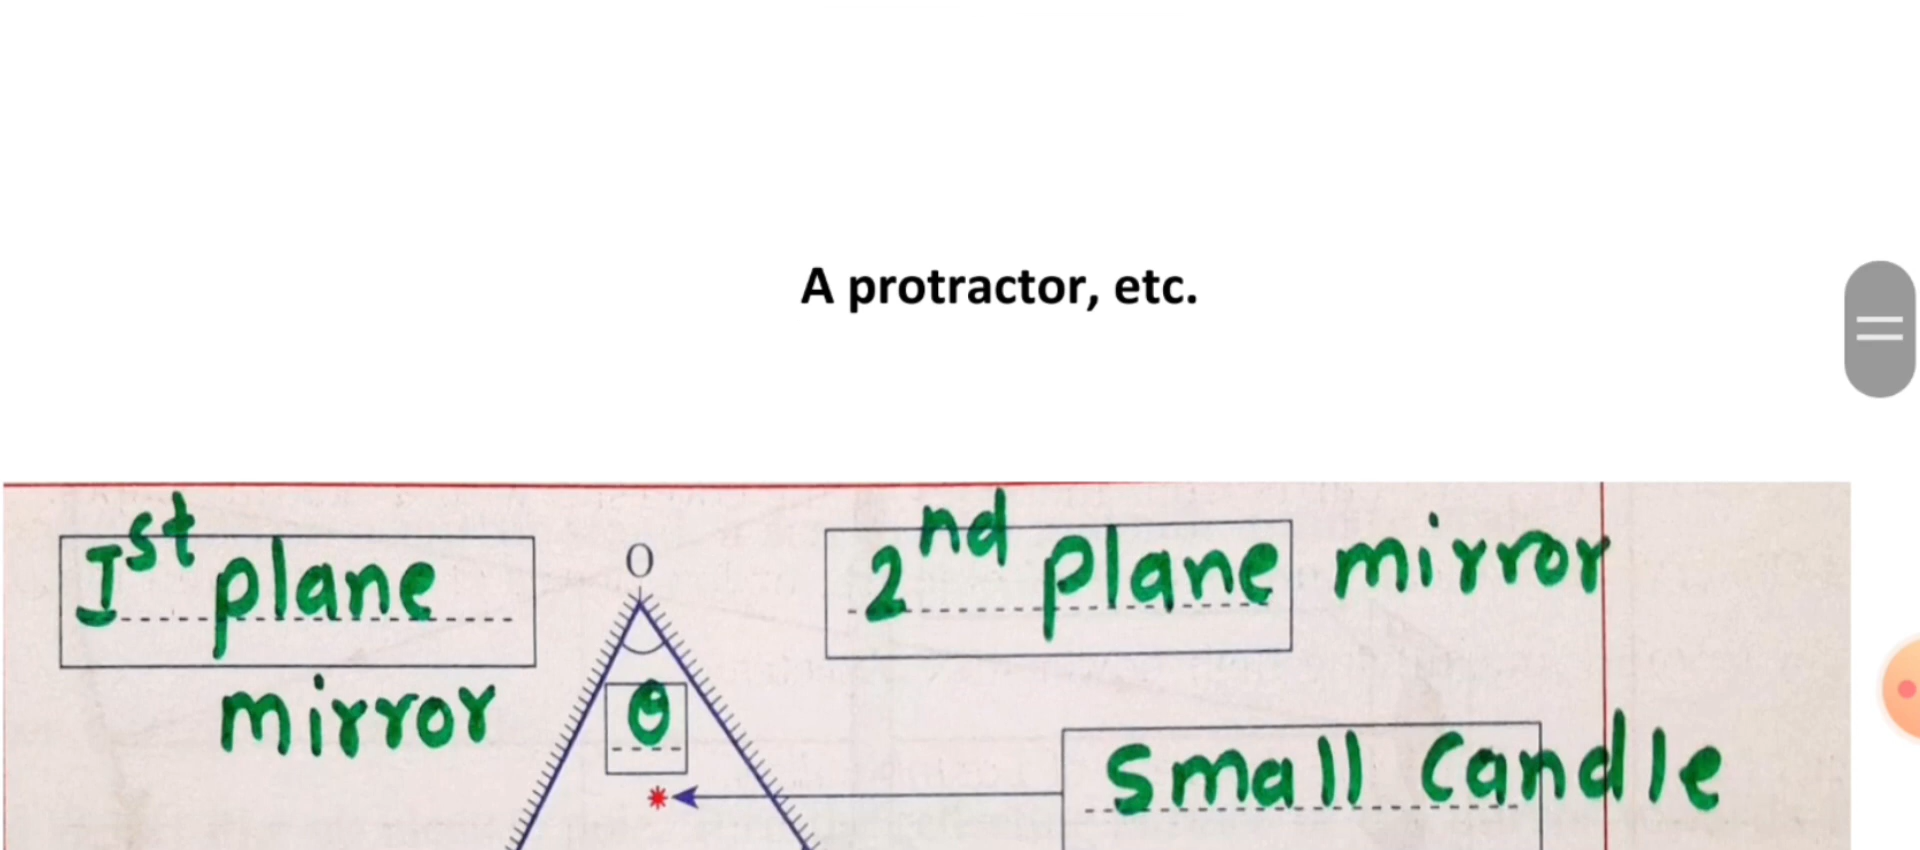 A protractor, etc.
Ist plane
mirror
O
2nd plane mirror
θ
Small Candle